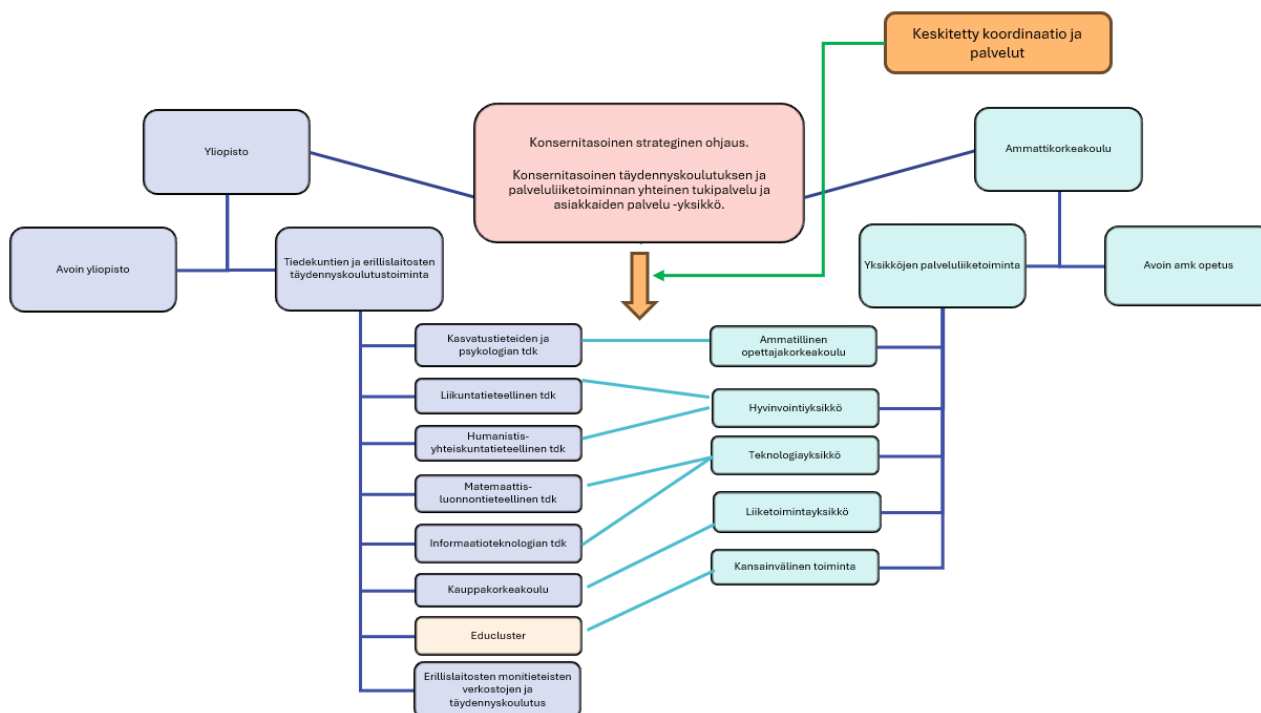 Keskitetty koordinaatio ja
palvelut
Yliopisto
Konsernitasoinen strateginen ohjaus.
Konsernitasoinen täydennyskoulutuksen ja
palveluliiketoiminnan yhteinen tukipalvelu ja
asiakkaiden palvelu -yksikkö.
Ammattikorkeakoulu
Avoin yliopisto
Tiedekuntien ja erillislaitosten
täydennyskoulutustoiminta
Yksikköjen palveluliiketoiminta
Avoin amk opetus
Kasvatustieteiden ja
psykologian tdk
Ammatillinen
opettajakorkeakoulu
Liikuntatieteellinen tdk
Hyvinvointiyksikkö
Humanistis-
yhteiskuntatieteellinen tdk
Teknologiayksikkö
Matemaattis-
luonnontieteellinen tdk
Liiketoimintayksikkö
Informaatioteknologian tdk
Kansainvälinen toiminta
Kauppakorkeakoulu
Educluster
Erillislaitosten monitieteisten
verkostojen ja
täydennyskoulutus